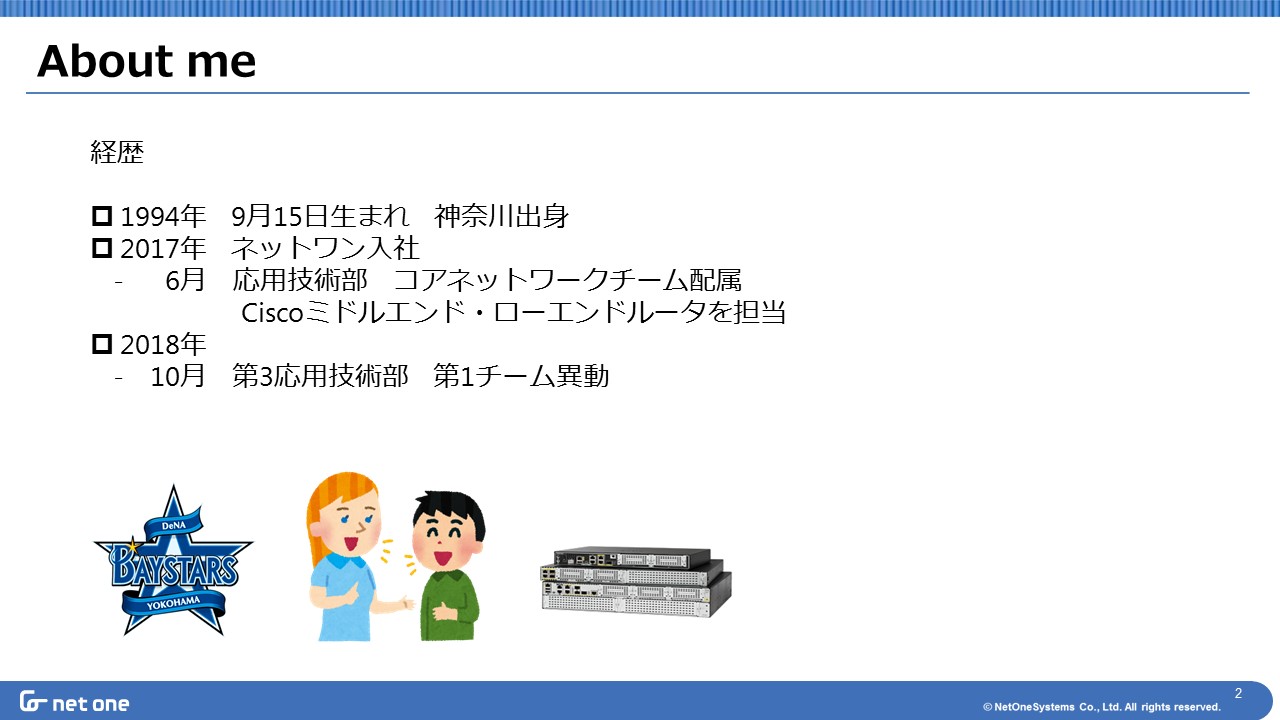 About me
経歴
1994年 9月15日生まれ 神奈川出身
2017年 ネットワン入社
- 6月 応用技術部 コアネットワークチーム配属
Ciscoミドルエンド・ローエンドルータを担当
2018年
- 10月 第3応用技術部 第1チーム異動
DeNA
BAYSTARS
YOKOHAMA
net one
2
© NetOneSystems Co., Ltd. All rights reserved.